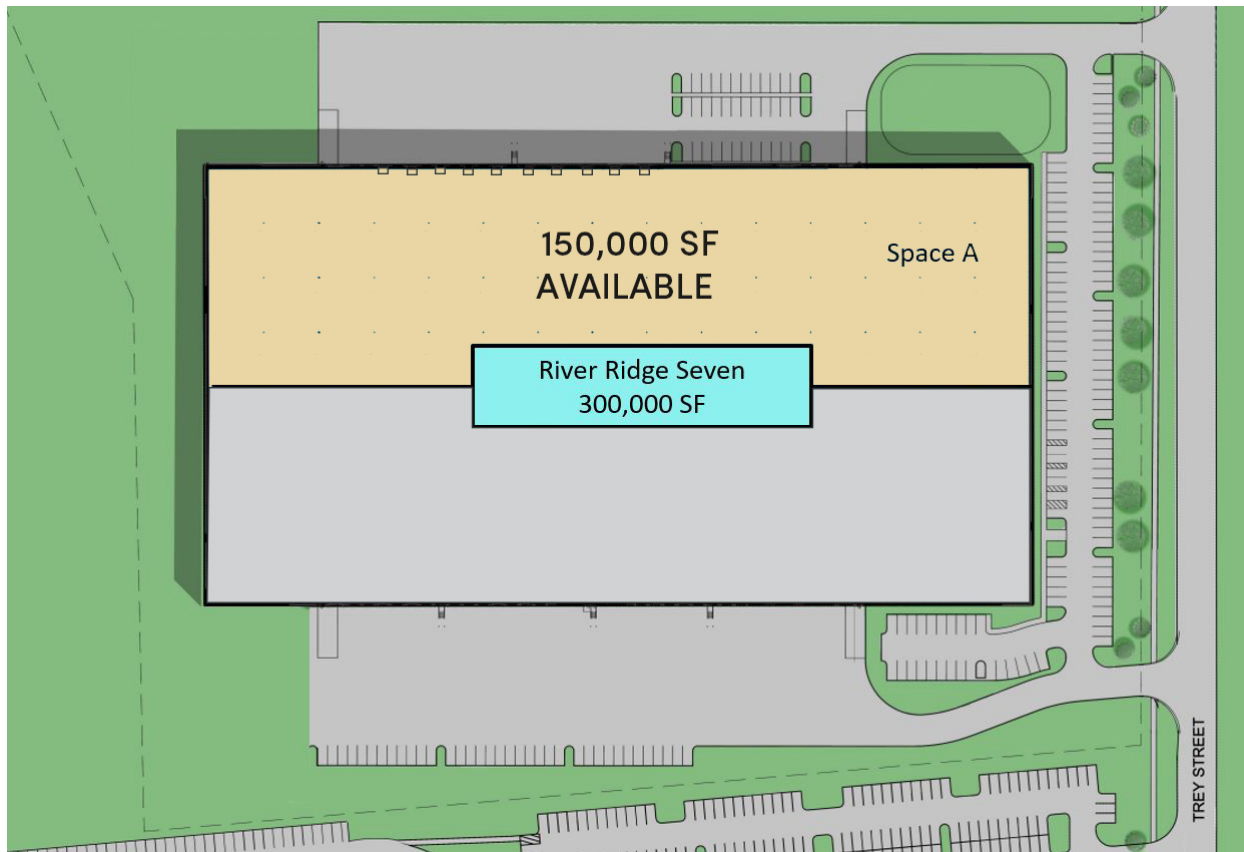 150,000 SF
AVAILABLE
Space A
River Ridge Seven
300,000 SF
TREY STREET